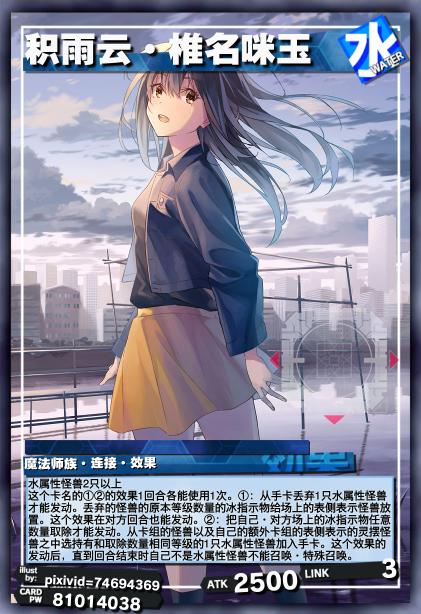 积雨云·椎名咪玉
水
WATER
魔法师族·连接·效果
水属性怪兽2只以上
这个卡名的①②的效果1回合各能使用1次。①：从手卡丢弃1只水属性怪兽
才能发动。丢弃的怪兽的原本等级数量的冰指示物给场上的表侧表示怪兽放
置。这个效果在对方回合也能发动。②：把自己·对方场上的冰指示物任意
数量取除才能发动。从卡组的怪兽以及自己的额外卡组的表侧表示的灵摆怪
兽之中选持有和取除数量相同等级的1只水属性怪兽加入手卡。这个效果的
发动后，直到回合结束时自己不是水属性怪兽不能召唤·特殊召唤。
illust by: pixivid=74694369
CARD PW 81014038
ATK 2500 LINK 3